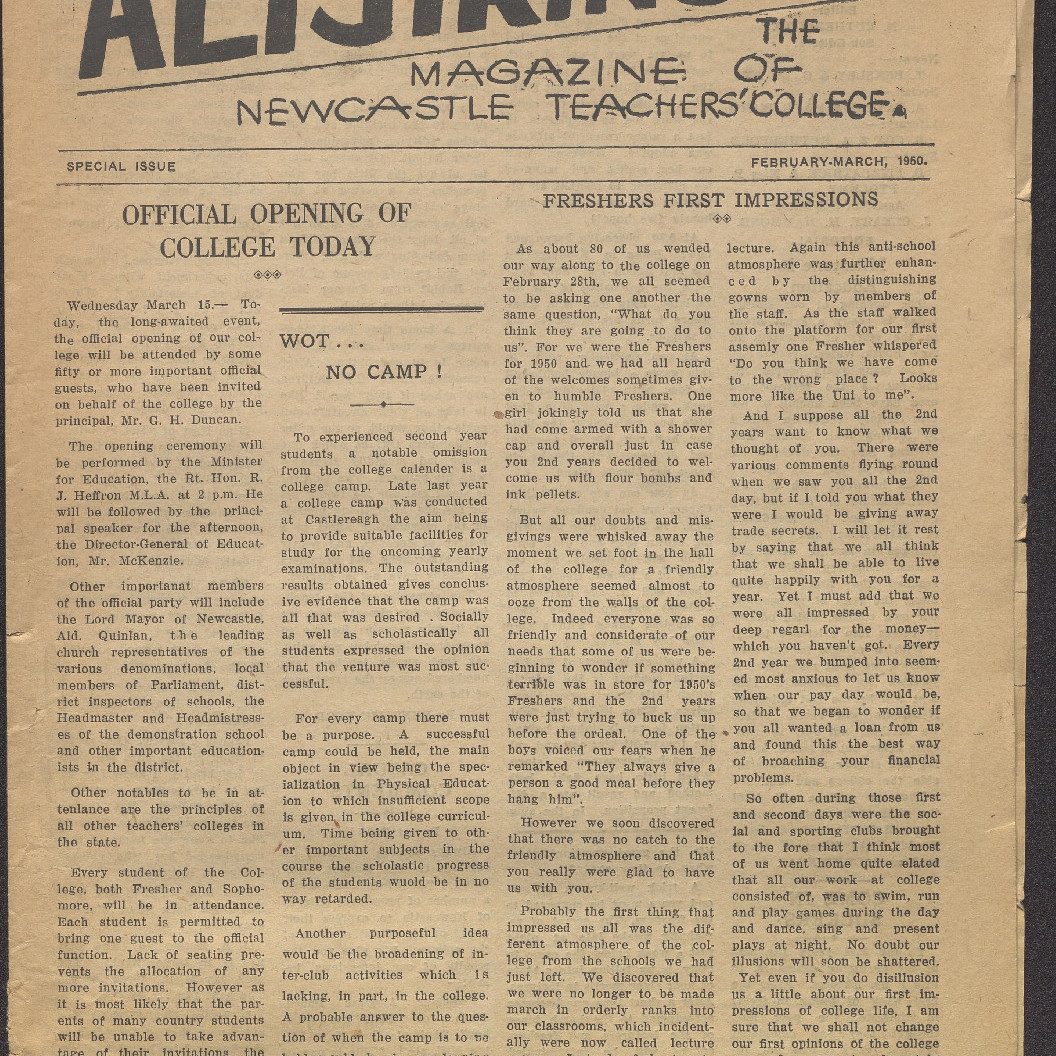 THE
MAGAZINE OF
NEWCASTLE TEACHERS' COLLEGE.
SPECIAL ISSUE
FEBRUARY-MARCH, 1950.
OFFICIAL OPENING OF
COLLEGE TODAY
Wednesday March 15.— To-
day, the long-awaited event,
the official opening of our col-
lege will be attended by some
fifty or more important official
guests, who have been invited
on behalf of the college by the
principal, Mr. G. H. Duncan.
The opening ceremony will
be performed by the Minister
for Education, the Rt. Hon. R.
J. Heffron M.L.A. at 2 p.m. He
will be followed by the princi-
pal speaker for the afternoon,
the Director-General of Educat-
ion, Mr. McKenzie.
Other importanat members
of the official party will include
the Lord Mayor of Newcastle,
Ald. Quinlan, the leading
church representatives of the
various denominations, local
members of Parliament, dist-
rict inspectors of schools, the
Headmaster and Headmistress-
es of the demonstration school
and other important education-
ists in the district.
Other notables to be in at-
tenlance are the principles of
all other teachers' colleges in
the state.
Every student of the Col-
lege, both Fresher and Sopho-
more, will be in attendance.
Each student is permitted to
bring one guest to the official
function. Lack of seating pre-
vents the allocation of any
more invitations. However as
it is most likely that the par-
ents of many country students
will be unable to take advan-
tage of their invitations the
WOT . . .
NO CAMP !
To experienced second year
students a notable omission
from the college calender is a
college camp. Late last year
a college camp was conducted
at Castlereagh the aim being
to provide suitable facilities for
study for the oncoming yearly
examinations. The outstanding
results obtained gives conclus-
ive evidence that the camp was
all that was desired . Socially
as well as scholastically all
students expressed the opinion
that the venture was most suc-
cessful.
For every camp there must
be a purpose. A successful
camp could be held, the main
object in view being the spec-
ialization in Physical Educat-
ion to which insufficient scope
is given in the college curricul-
um. Time being given to oth-
er important subjects in the
course the scholastic progress
of the students wuold be in no
way retarded.
Another purposeful idea
would be the broadening of in-
ter-club activities which is
lacking, in part, in the college.
A probable answer to the ques-
tion of when the camp is to be
FRESHERS FIRST IMPRESSIONS
As about 80 of us wended
our way along to the college on
February 28th, we all seemed
to be asking one another the
same question, "What do you
think they are going to do to
us". For we were the Freshers
for 1950 and we had all heard
of the welcomes sometimes giv-
en to humble Freshers. One
girl jokingly told us that she
had come armed with a shower
cap and overall just in case
you 2nd years decided to wel-
come us with flour bombs and
ink pellets.
But all our doubts and mis-
givings were whisked away the
moment we set foot in the hall
of the college for a friendly
atmosphere seemed almost to
ooze from the walls of the col-
lege. Indeed everyone was so
friendly and considerate of our
needs that some of us were be-
ginning to wonder if something
terrible was in store for 1950's
Freshers and the 2nd years
were just trying to buck us up
before the ordeal. One of the
boys voiced our fears when he
remarked "They always give a
person a good meal before they
hang him".
However we soon discovered
that there was no catch to the
friendly atmosphere and that
you really were glad to have
us with you.
Probably the first thing that
impressed us all was the dif-
ferent atmosphere of the col-
lege from the schools we had
just left. We discovered that
we were no longer to be made
march in orderly ranks into
our classrooms, which incident-
ally were now called lecture
lecture. Again this anti-school
atmosphere was further enhan-
ced by the distinguishing
gowns worn by members of
the staff. As the staff walked
onto the platform for our first
assemly one Fresher whispered
"Do you think we have come
to the wrong place ? Looks
more like the Uni to me".
And I suppose all the 2nd
years want to know what we
thought of you. There were
various comments flying round
when we saw you all the 2nd
day, but if I told you what they
were I would be giving away
trade secrets. I will let it rest
by saying that we all think
that we shall be able to live
quite happily with you for a
year. Yet I must add that we
were all impressed by your
deep regarl for the money—
which you haven't got. Every
2nd year we bumped into seem-
ed most anxious to let us know
when our pay day would be,
so that we began to wonder if
you all wanted a loan from us
and found this the best way
of broaching your financial
problems.
So often during those first
and second days were the soc-
ial and sporting clubs brought
to the fore that I think most
of us went home quite elated
that all our work at college
consisted of, was to swim, run
and play games during the day
and dance, sing and present
plays at night. No doubt our
illusions will soon be shattered.
Yet even if you do disillusion
us a little about our first im-
pressions of college life, I am
sure that we shall not change
our first opinions of the college